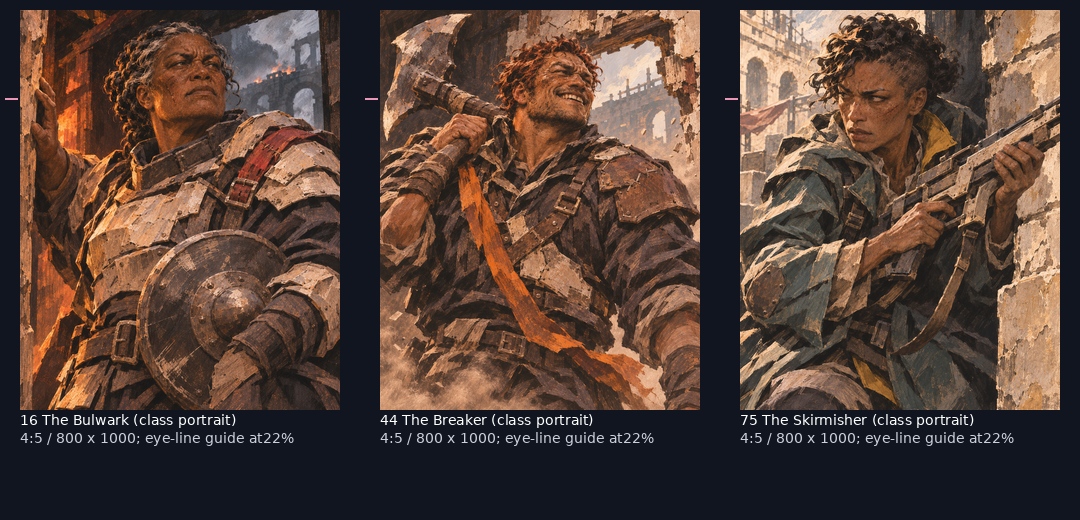 16 The Bulwark (class portrait)
4:5 / 800 x 1000; eye-line guide at22%
44 The Breaker (class portrait)
4:5 / 800 x 1000; eye-line guide at22%
75 The Skirmisher (class portrait)
4:5 / 800 x 1000; eye-line guide at22%